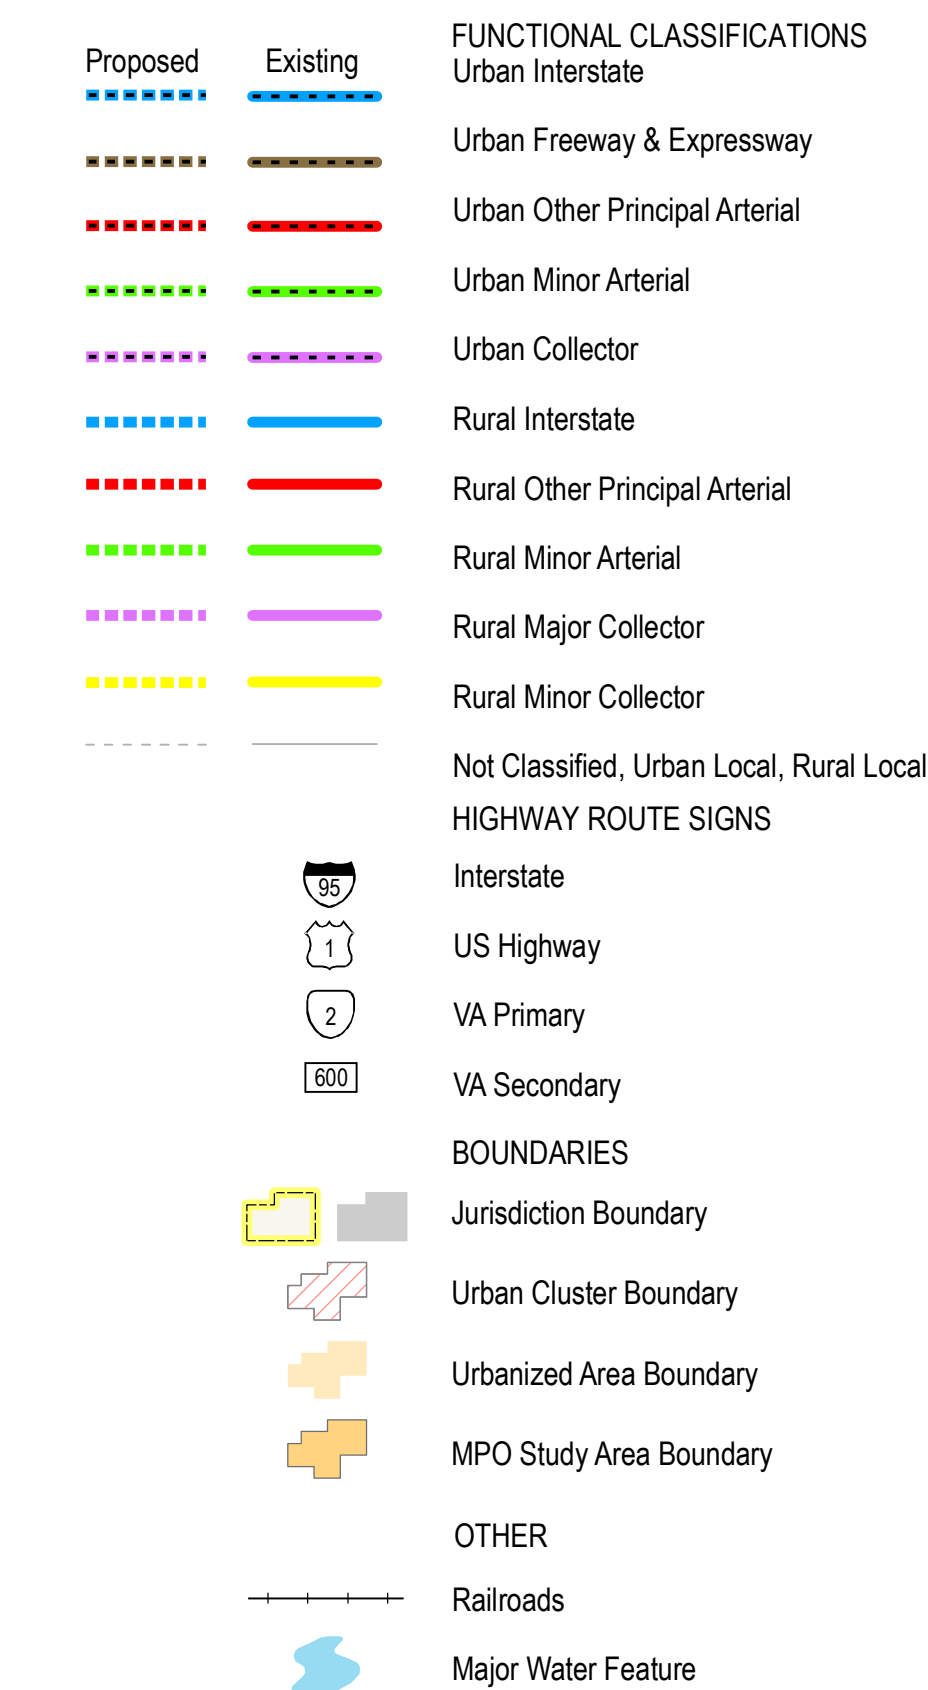 FUNCTIONAL CLASSIFICATIONS
Proposed Existing Urban Interstate
Urban Freeway & Expressway
Urban Other Principal Arterial
Urban Minor Arterial
Urban Collector
Rural Interstate
Rural Other Principal Arterial
Rural Minor Arterial
Rural Major Collector
Rural Minor Collector
Not Classified, Urban Local, Rural Local
HIGHWAY ROUTE SIGNS
95 Interstate
1 US Highway
2 VA Primary
600 VA Secondary
BOUNDARIES
Jurisdiction Boundary
Urban Cluster Boundary
Urbanized Area Boundary
MPO Study Area Boundary
OTHER
Railroads
Major Water Feature